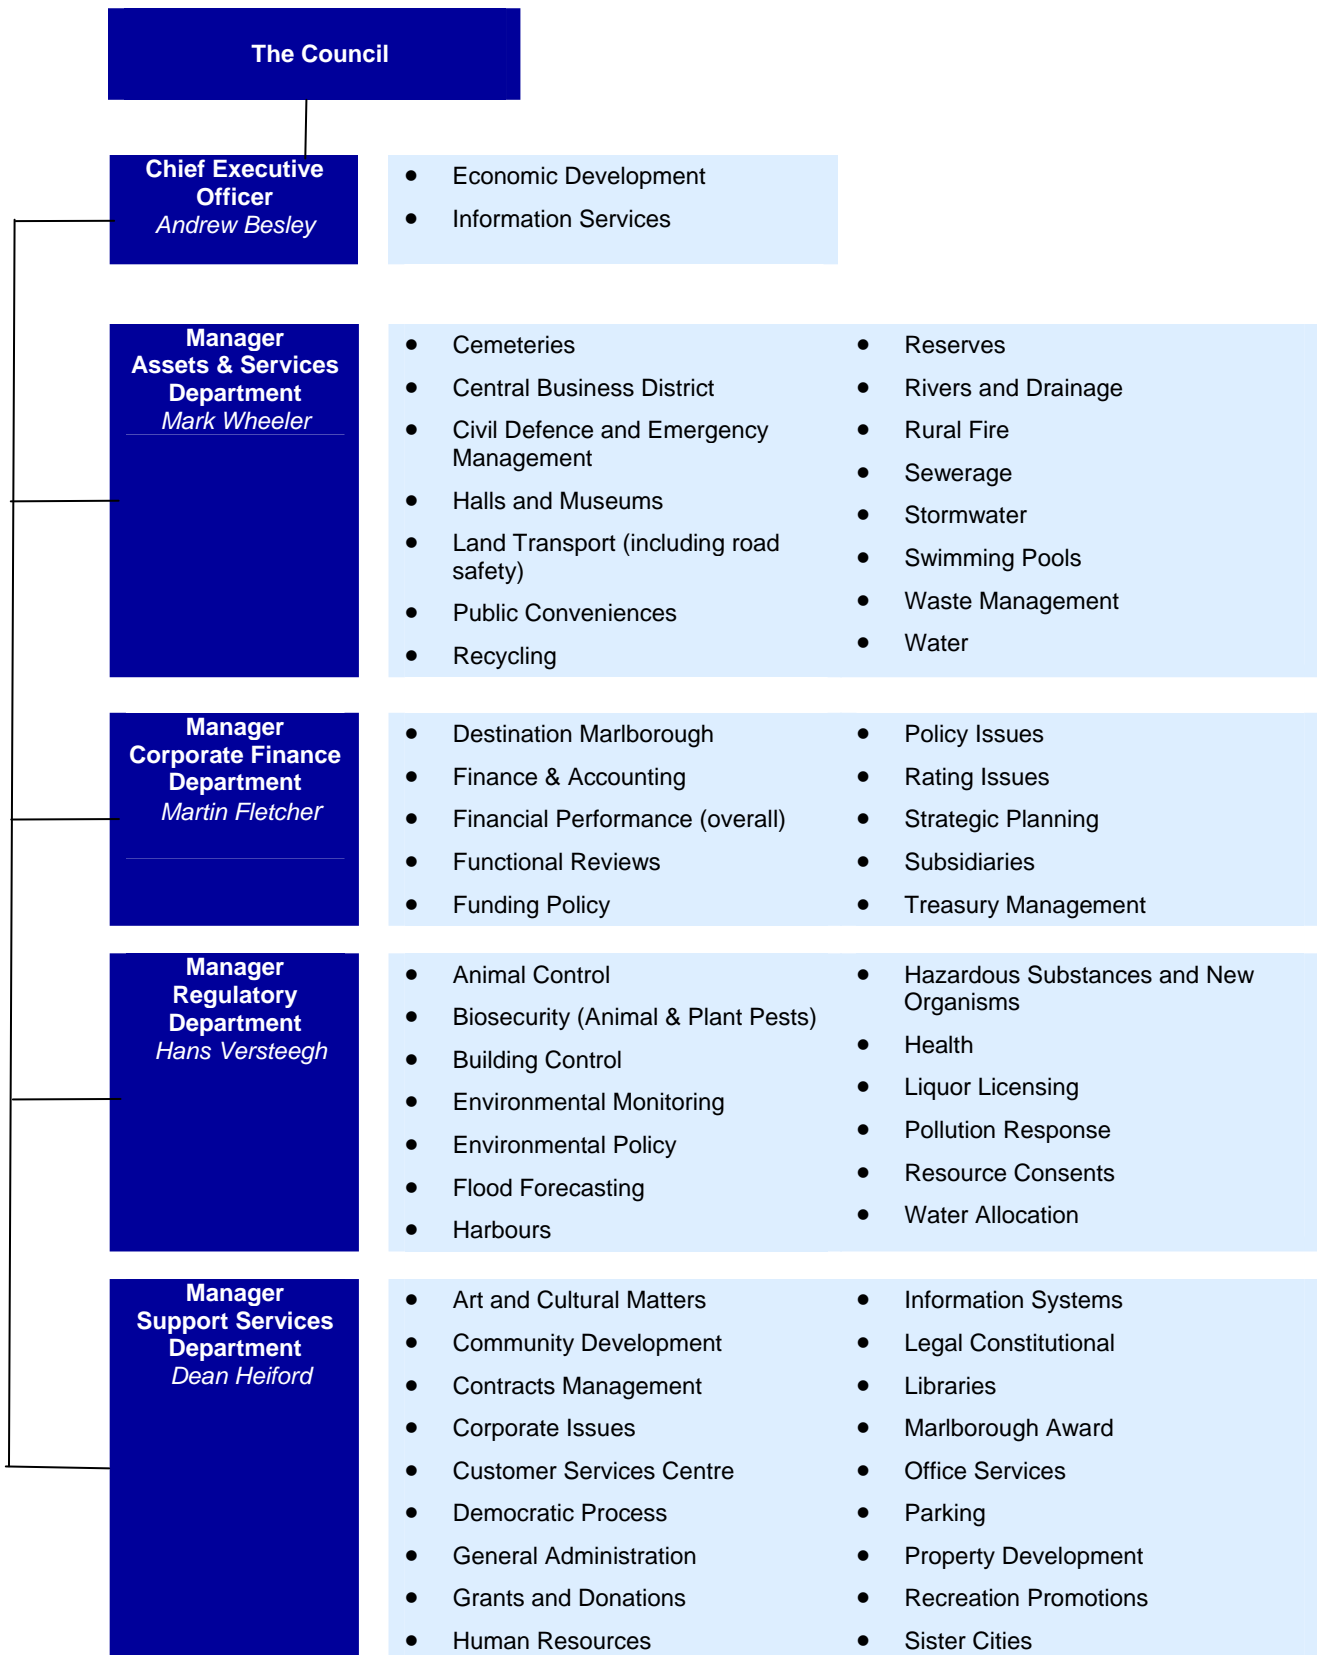 The Council
Chief Executive
Officer
Andrew Besley
• Economic Development
• Information Services
Manager
Assets & Services
Department
Mark Wheeler
• Cemeteries
• Central Business District
• Civil Defence and Emergency
Management
• Halls and Museums
• Land Transport (including road
safety)
• Public Conveniences
• Recycling
• Reserves
• Rivers and Drainage
• Rural Fire
• Sewerage
• Stormwater
• Swimming Pools
• Waste Management
• Water
Manager
Corporate Finance
Department
Martin Fletcher
• Destination Marlborough
• Finance & Accounting
• Financial Performance (overall)
• Functional Reviews
• Funding Policy
• Policy Issues
• Rating Issues
• Strategic Planning
• Subsidiaries
• Treasury Management
Manager
Regulatory
Department
Hans Versteegh
• Animal Control
• Biosecurity (Animal & Plant Pests)
• Building Control
• Environmental Monitoring
• Environmental Policy
• Flood Forecasting
• Harbours
• Hazardous Substances and New
Organisms
• Health
• Liquor Licensing
• Pollution Response
• Resource Consents
• Water Allocation
Manager
Support Services
Department
Dean Heiford
• Art and Cultural Matters
• Community Development
• Contracts Management
• Corporate Issues
• Customer Services Centre
• Democratic Process
• General Administration
• Grants and Donations
• Human Resources
• Information Systems
• Legal Constitutional
• Libraries
• Marlborough Award
• Office Services
• Parking
• Property Development
• Recreation Promotions
• Sister Cities